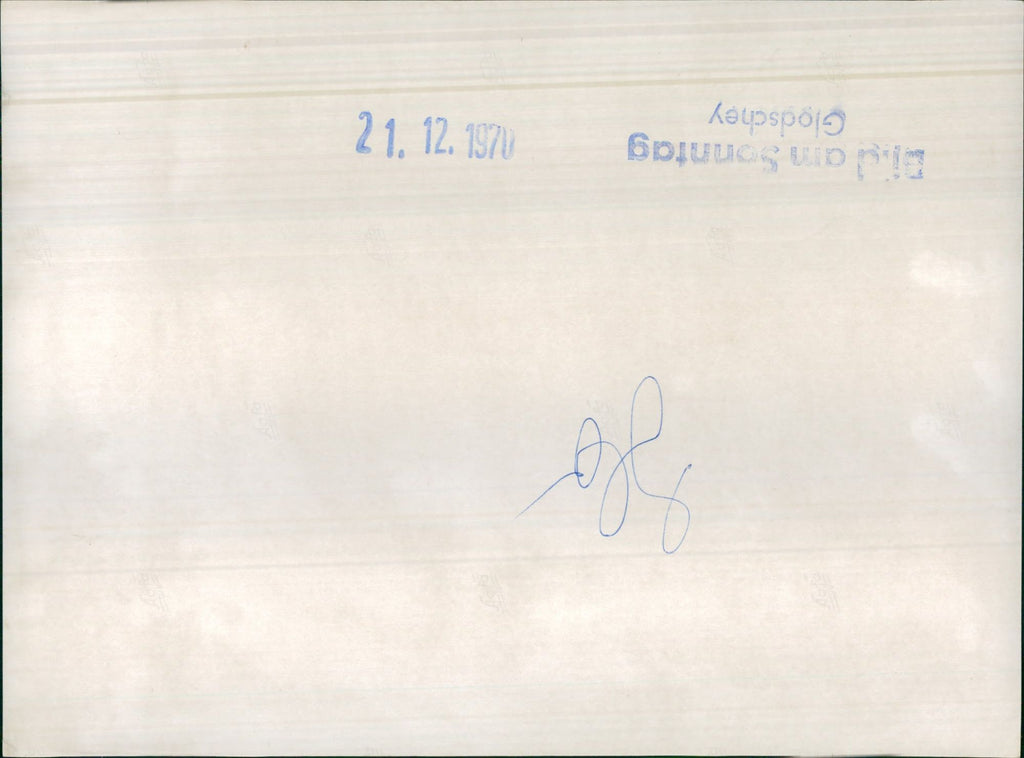 21. 12. 1970
Bild am Sonntag
Glodschey